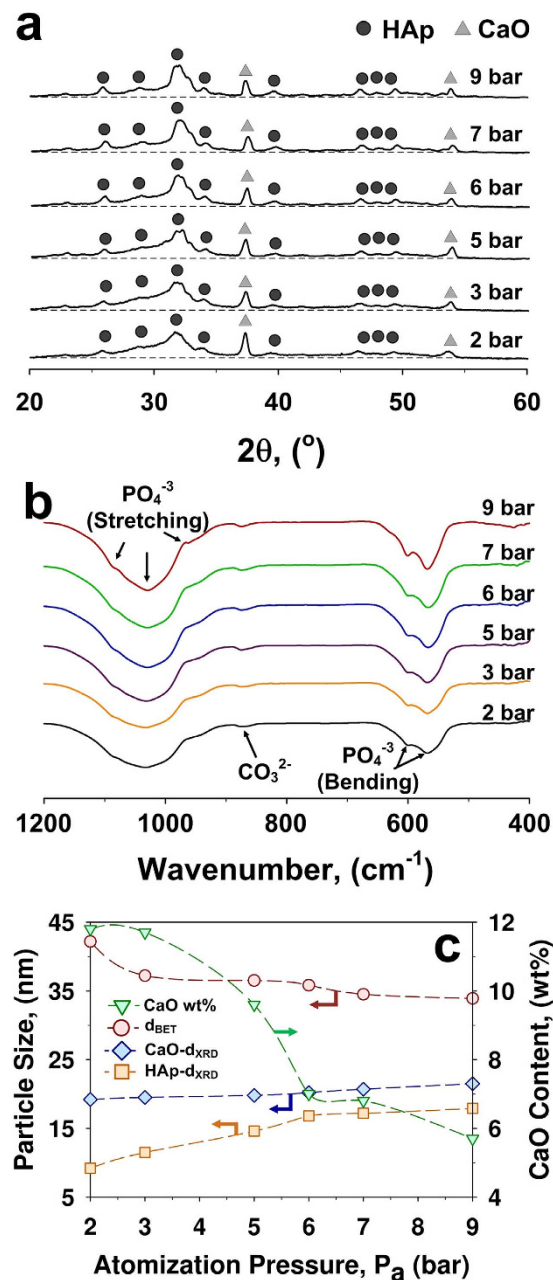 a
HAp CaO
9 bar
7 bar
6 bar
5 bar
3 bar
2 bar
20 30 40 50 60
2θ, (°)
b
PO₄⁻³
(Stretching)
9 bar
7 bar
6 bar
5 bar
3 bar
2 bar
CO₃²⁻
PO₄⁻³
(Bending)
1200 1000 800 600 400
Wavenumber, (cm⁻¹)
c
45
35
25
15
5
Particle Size, (nm)
CaO wt%
d_BET
CaO-d_XRD
HAp-d_XRD
12
10
8
7
6
4
CaO Content, (wt%)
2 3 4 5 6 7 9
Atomization Pressure, Pₐ (bar)